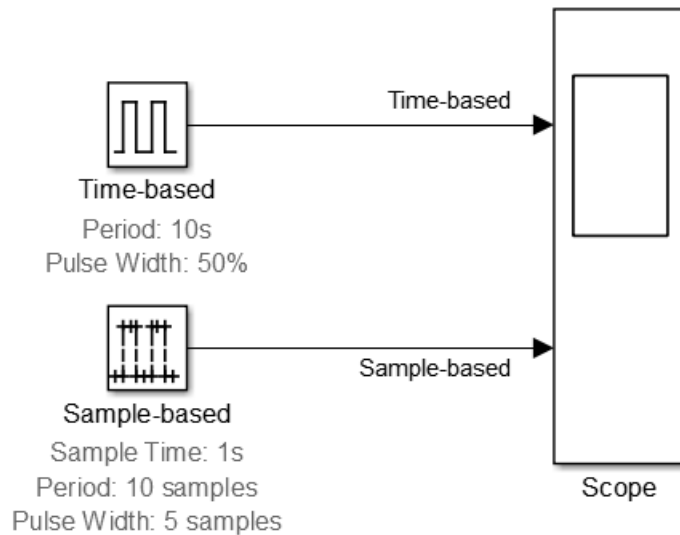 Time-based
Time-based
Period: 10s
Pulse Width: 50%
Sample-based
Sample-based
Sample Time: 1s
Period: 10 samples
Pulse Width: 5 samples
Scope